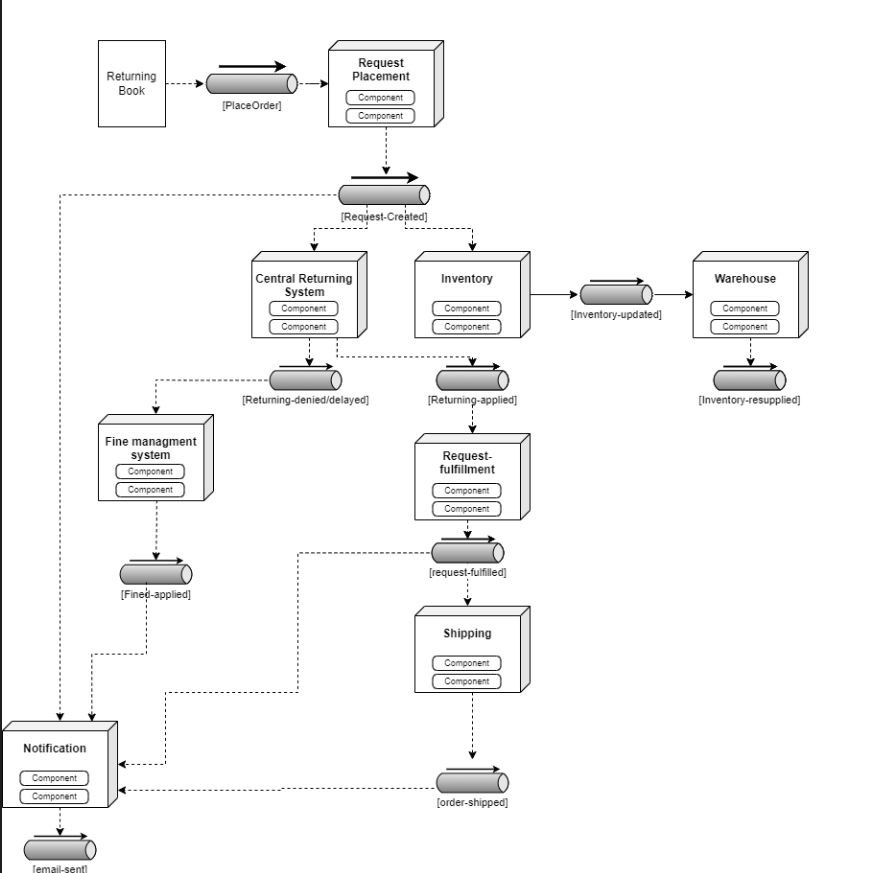 Returning
Book
[PlaceOrder]
Request
Placement
Component
Component
[Request-Created]
Central Returning
System
Component
Component
Inventory
Component
Component
[Inventory-updated]
Warehouse
Component
Component
[Returning-denied/delayed]
[Returning-applied]
[Inventory-resupplied]
Fine managment
system
Component
Component
Request-
fulfillment
Component
Component
[Fined-applied]
[request-fulfilled]
Shipping
Component
Component
Notification
Component
Component
[order-shipped]
[email-sent]